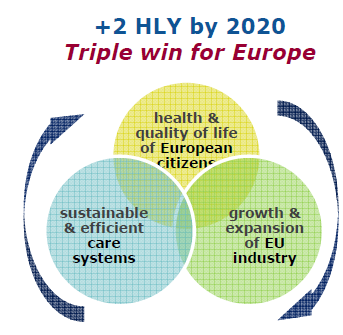 +2 HLY by 2020
Triple win for Europe
health &
quality of life
of European
citizens
sustainable
& efficient
care
systems
growth &
expansion
of EU
industry